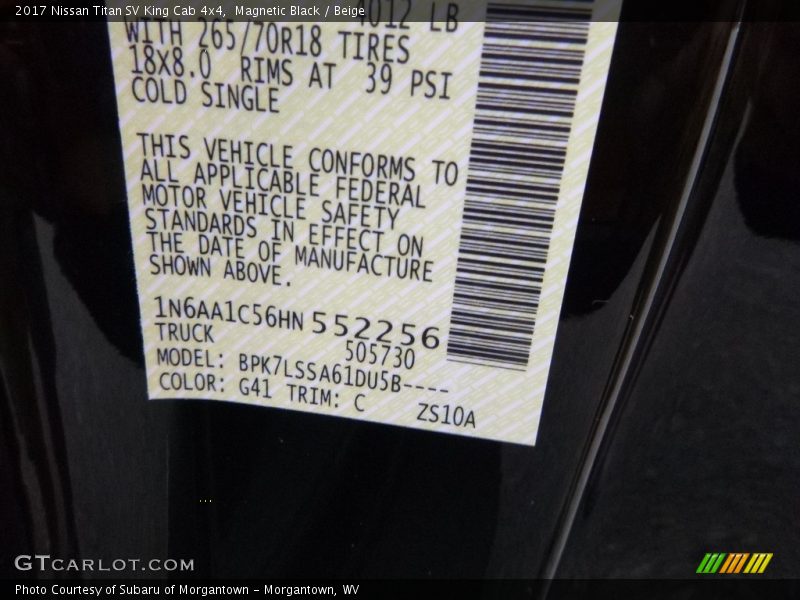 2017 Nissan Titan SV King Cab 4x4,  Magnetic Black / Beige
LB
WITH 265/70R18 TIRES
18X8.0 RIMS AT 39 PSI
COLD SINGLE
THIS VEHICLE CONFORMS TO
ALL APPLICABLE FEDERAL
MOTOR VEHICLE SAFETY
STANDARDS IN EFFECT ON
THE DATE OF MANUFACTURE
SHOWN ABOVE.
1N6AA1C56HN552256
TRUCK 505730
MODEL: BPK7LSSA61DU5B----
COLOR: G41 TRIM: C ZS10A
GTCARLOT.COM
Photo Courtesy of Subaru of Morgantown - Morgantown, WV